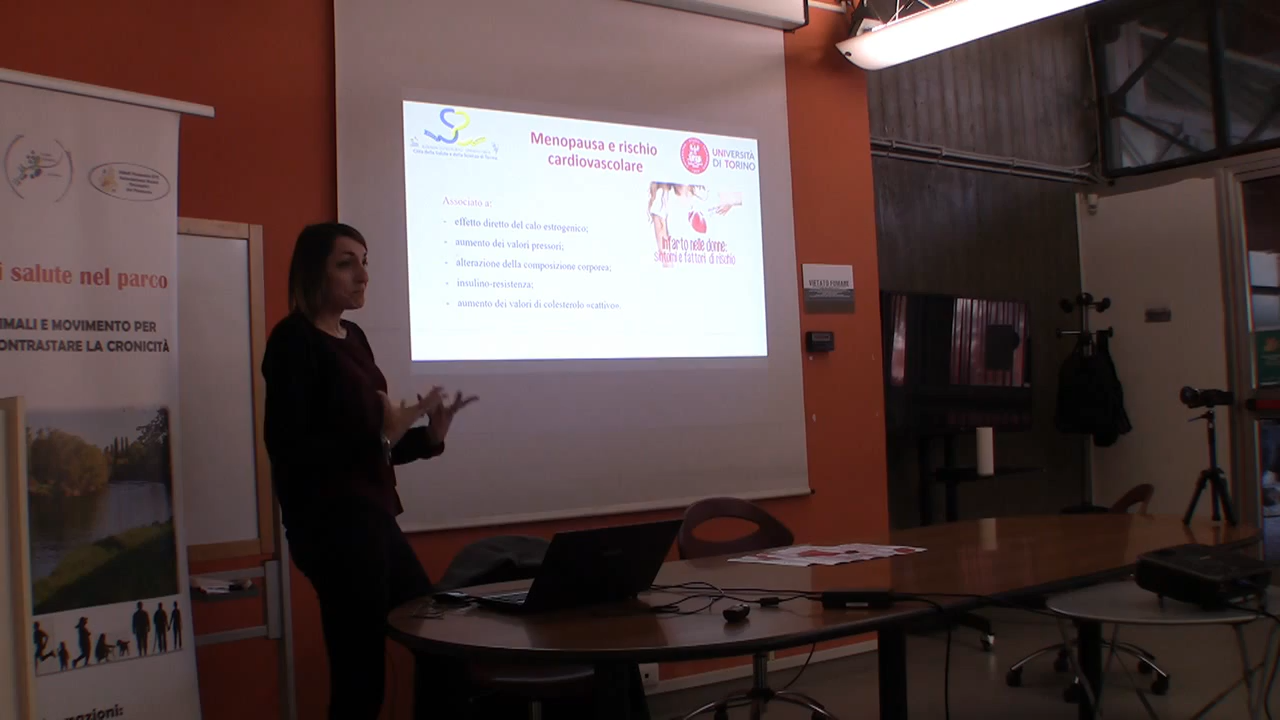 i salute nel parco
IMALI E MOVIMENTO PER
ONTRASTARE LA CRONICITÀ
azioni:
Menopausa e rischio
cardiovascolare
UNIVERSITÀ
DI TORINO
Associato a:
- effetto diretto del calo estrogenico;
- aumento dei valori pressori;
- alterazione della composizione corporea;
- insulino-resistenza;
- aumento dei valori di colesterolo «cattivo».
Infarto nelle donne:
sintomi e fattori di rischio
VIETATO FUMARE